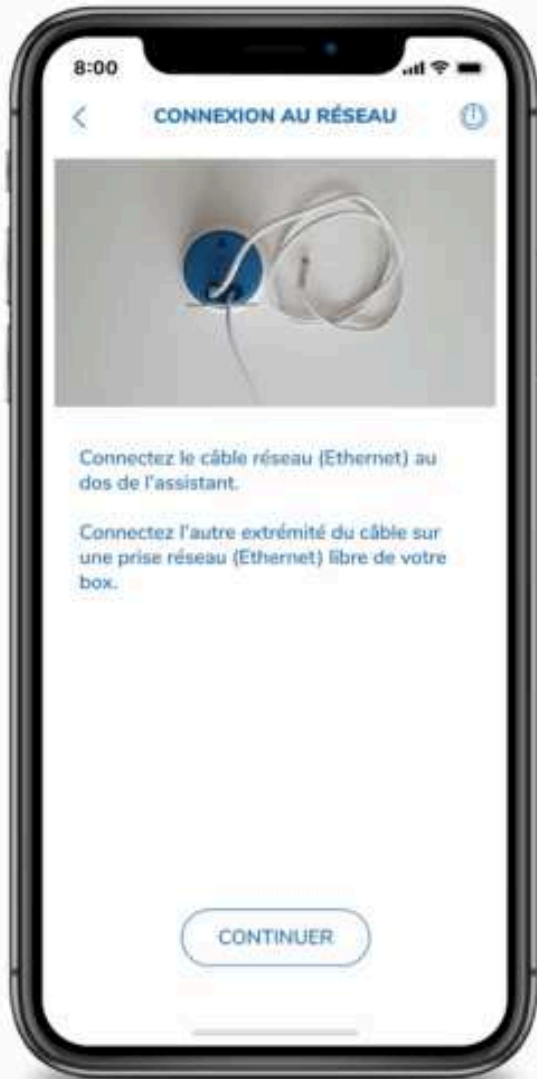 8:00
CONNEXION AU RÉSEAU
Connectez le câble réseau (Ethernet) au
dos de l'assistant.
Connectez l'autre extrémité du câble sur
une prise réseau (Ethernet) libre de votre
box.
CONTINUER